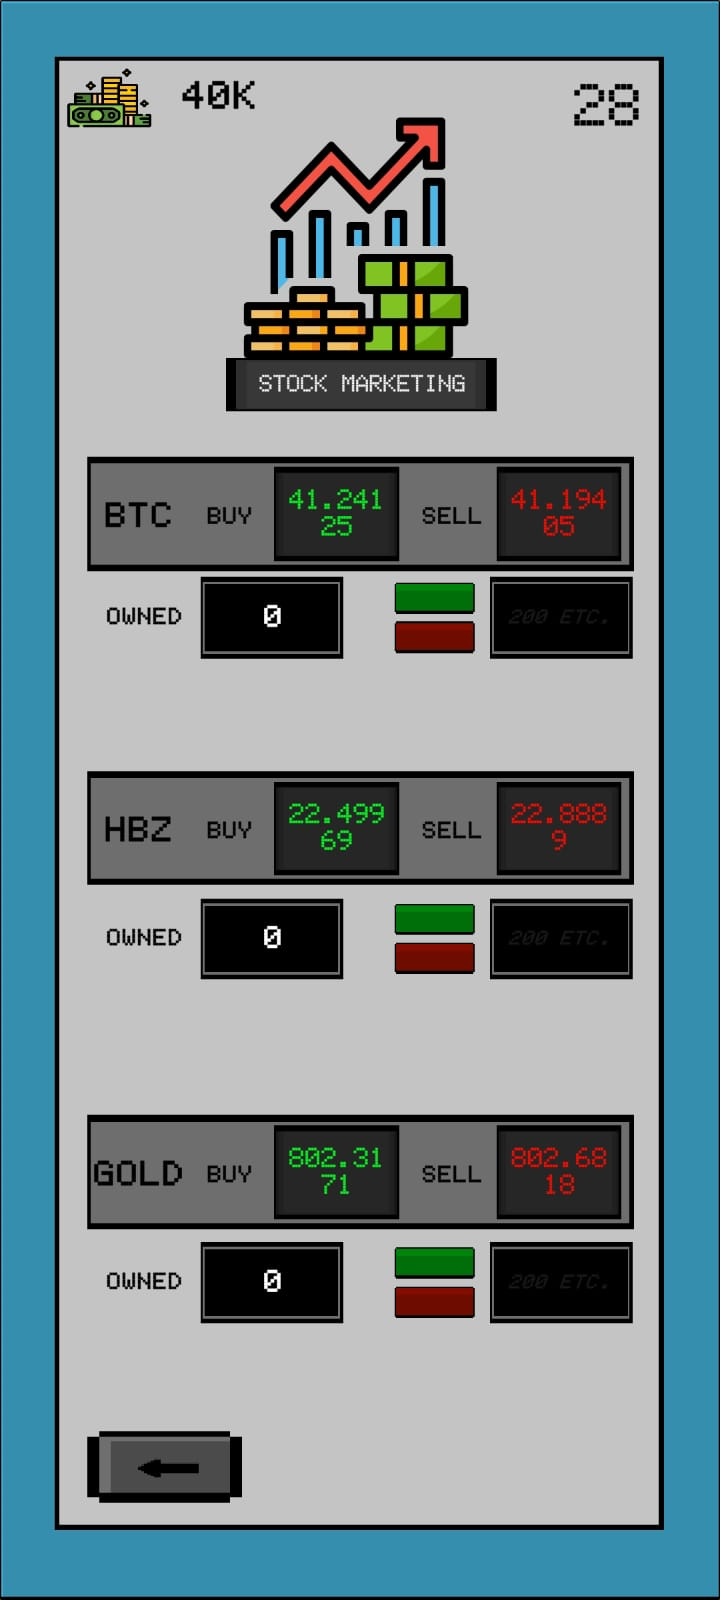 40K
28
STOCK MARKETING
BTC BUY 41.241 SELL 41.194
25 05
OWNED 0 200 ETC.
HBZ BUY 22.499 SELL 22.888
69 9
OWNED 0 200 ETC.
GOLD BUY 802.31 SELL 802.68
71 18
OWNED 0 200 ETC.